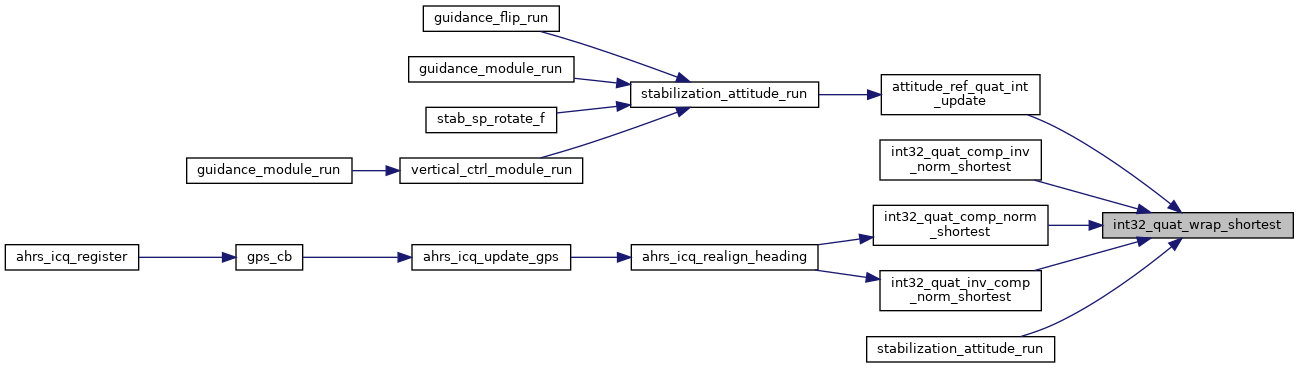 guidance_flip_run
guidance_module_run
stab_sp_rotate_f
guidance_module_run
vertical_ctrl_module_run
stabilization_attitude_run
attitude_ref_quat_int
_update
int32_quat_comp_inv
_norm_shortest
int32_quat_comp_norm
_shortest
int32_quat_wrap_shortest
ahrs_icq_register
gps_cb
ahrs_icq_update_gps
ahrs_icq_realign_heading
int32_quat_inv_comp
_norm_shortest
stabilization_attitude_run